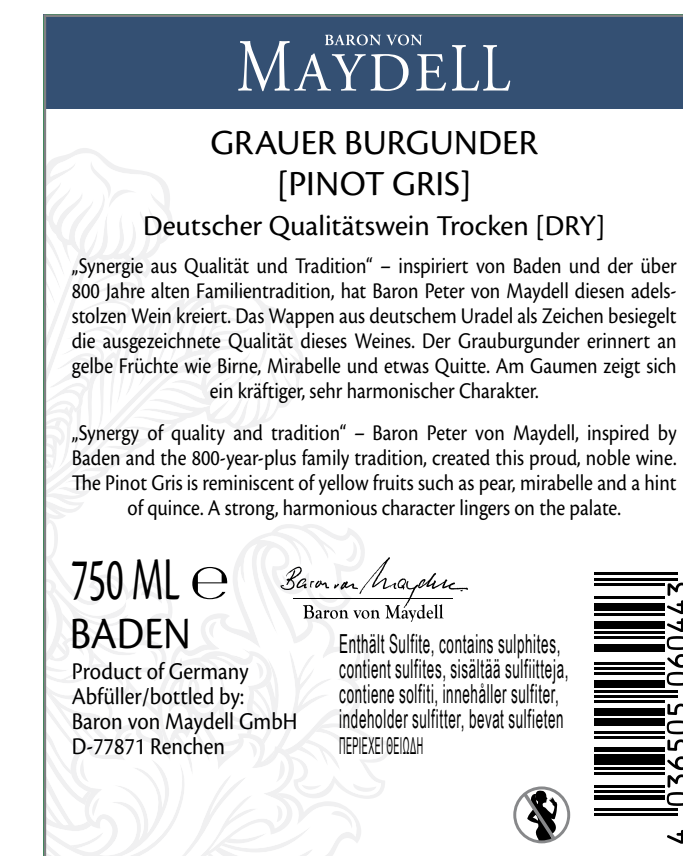 BARON VON
MAYDELL
GRAUER BURGUNDER
[PINOT GRIS]
Deutscher Qualitätswein Trocken [DRY]
„Synergie aus Qualität und Tradition“ – inspiriert von Baden und der über
800 Jahre alten Familientradition, hat Baron Peter von Maydell diesen adels-
stolzen Wein kreiert. Das Wappen aus deutschem Uradel als Zeichen besiegelt
die ausgezeichnete Qualität dieses Weines. Der Grauburgunder erinnert an
gelbe Früchte wie Birne, Mirabelle und etwas Quitte. Am Gaumen zeigt sich
ein kräftiger, sehr harmonischer Charakter.
„Synergy of quality and tradition“ – Baron Peter von Maydell, inspired by
Baden and the 800-year-plus family tradition, created this proud, noble wine.
The Pinot Gris is reminiscent of yellow fruits such as pear, mirabelle and a hint
of quince. A strong, harmonious character lingers on the palate.
750 ML ℮
BADEN
Product of Germany
Abfüller/bottled by:
Baron von Maydell GmbH
D-77871 Renchen
Baron von Maydell
Baron von Maydell
Enthält Sulfite, contains sulphites,
contient sulfites, sisältää sulfiitteja,
contiene solfiti, innehåller sulfiter,
indeholder sulfitter, bevat sulfieten
ΠΕΡΙΕΧΕΙ ΘΕΙΩΔΗ
4 036505 060443